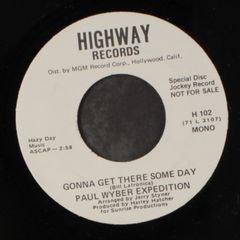 HIGHWAY
RECORDS
Dist. by MGM Record Corp., Hollywood, Calif.
Special Disc
Jockey Record
NOT FOR SALE
Hazy Day
Music
ASCAP - 2:58
H 102
(71 L 3107)
MONO
GONNA GET THERE SOME DAY
(Bill Latronica)
PAUL WYBER EXPEDITION
Arranged by Jerry Styner
Produced by Harley Hatcher
for Sunrise Productions